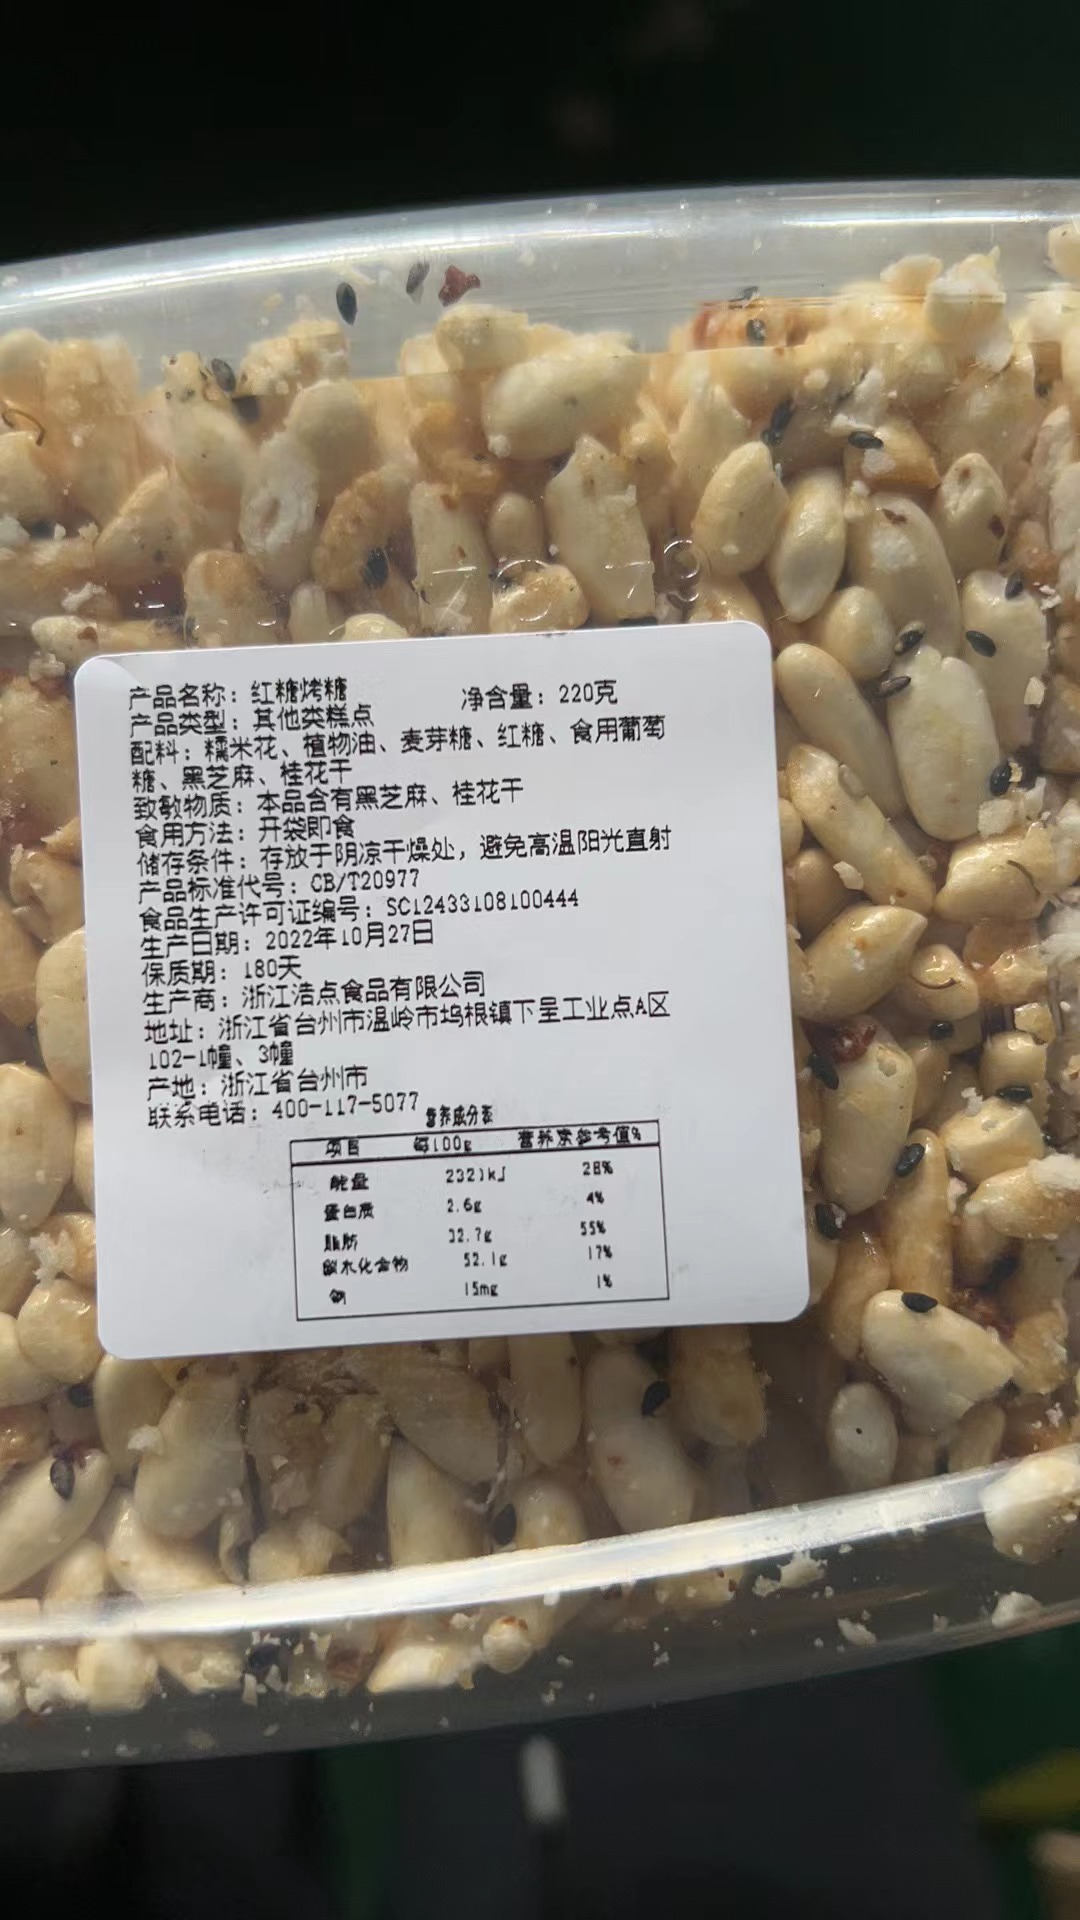 产品名称：红糖烤糖 净含量：220克
产品类型：其他类糕点
配料：糯米花、植物油、麦芽糖、红糖、食用葡萄
糖、黑芝麻、桂花干
致敏物质：本品含有黑芝麻、桂花干
食用方法：开袋即食
储存条件：存放于阴凉干燥处，避免高温阳光直射
产品标准代号：GB/T20977
食品生产许可证编号：SC12433108100444
生产日期：2022年10月27日
保质期：180天
生产商：浙江浩点食品有限公司
地址：浙江省台州市温岭市坞根镇下呈工业点A区
102-1幢、3幢
产地：浙江省台州市
联系电话：400-117-5077
营养成分表
项目 每100g 营养素参考值%
能量 2321kJ 28%
蛋白质 2.6g 4%
脂肪 32.7g 55%
碳水化合物 52.1g 17%
钠 15mg 1%